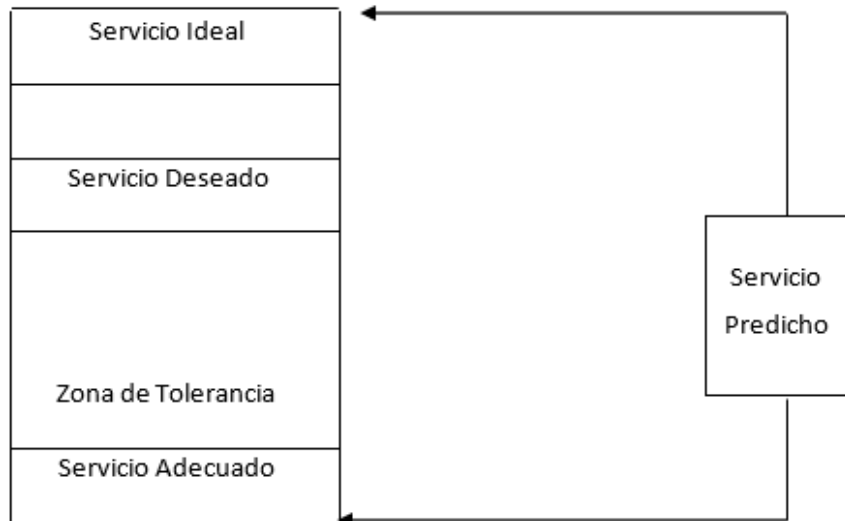 Servicio Ideal
Servicio Deseado
Zona de Tolerancia
Servicio Adecuado
Servicio
Predicho